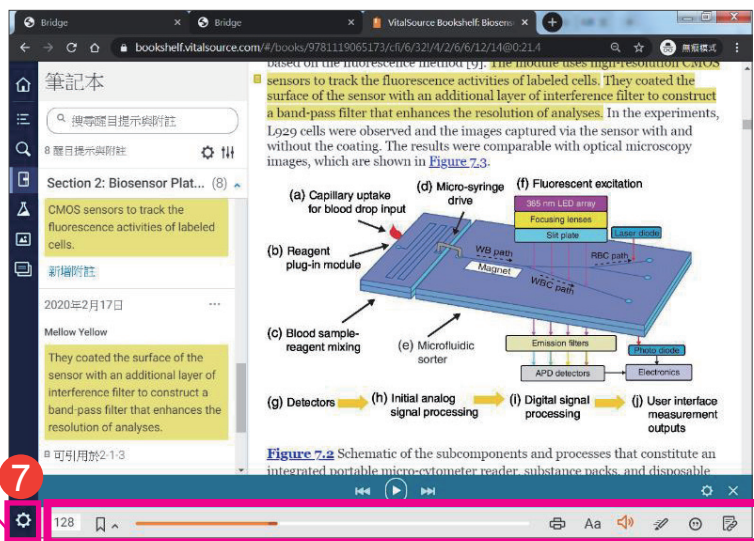 Bridge
Bridge
VitalSource Bookshelf: Biosens
bookshelf.vitalsource.com/#/books/9781119065173/cfi/6/32!/4/2/6/6/12/14@0:21.4
無痕模式
筆記本
搜尋醒目提示與附註
8 醒目提示與附註
Section 2: Biosensor Plat... (8)
CMOS sensors to track the
fluorescence activities of labeled
cells.
新增附註
2020年2月17日
Mellow Yellow
They coated the surface of the
sensor with an additional layer of
interference filter to construct a
band-pass filter that enhances the
resolution of analyses.
可引用於2-1-3
based on the fluorescence method [9]. The module uses high-resolution CMOS
sensors to track the fluorescence activities of labeled cells. They coated the
surface of the sensor with an additional layer of interference filter to construct
a band-pass filter that enhances the resolution of analyses. In the experiments,
L929 cells were observed and the images captured via the sensor with and
without the coating. The results were comparable with optical microscopy
images, which are shown in Figure 7.3.
(a) Capillary uptake
for blood drop input
(d) Micro-syringe
drive
(f) Fluorescent excitation
365 nm LED array
Focusing lenses
Slit plate
Laser diode
(b) Reagent
plug-in module
WB path
RBC path
Magnet
WBC path
(c) Blood sample-
reagent mixing
(e) Microfluidic
sorter
Emission filters
Photo diode
APD detectors
Electronics
(g) Detectors
(h) Initial analog
signal processing
(i) Digital signal
processing
(j) User interface
measurement
outputs
Figure 7.2 Schematic of the subcomponents and processes that constitute an
integrated portable micro-cytometer reader, substance packs, and disposable
7
128
Aa